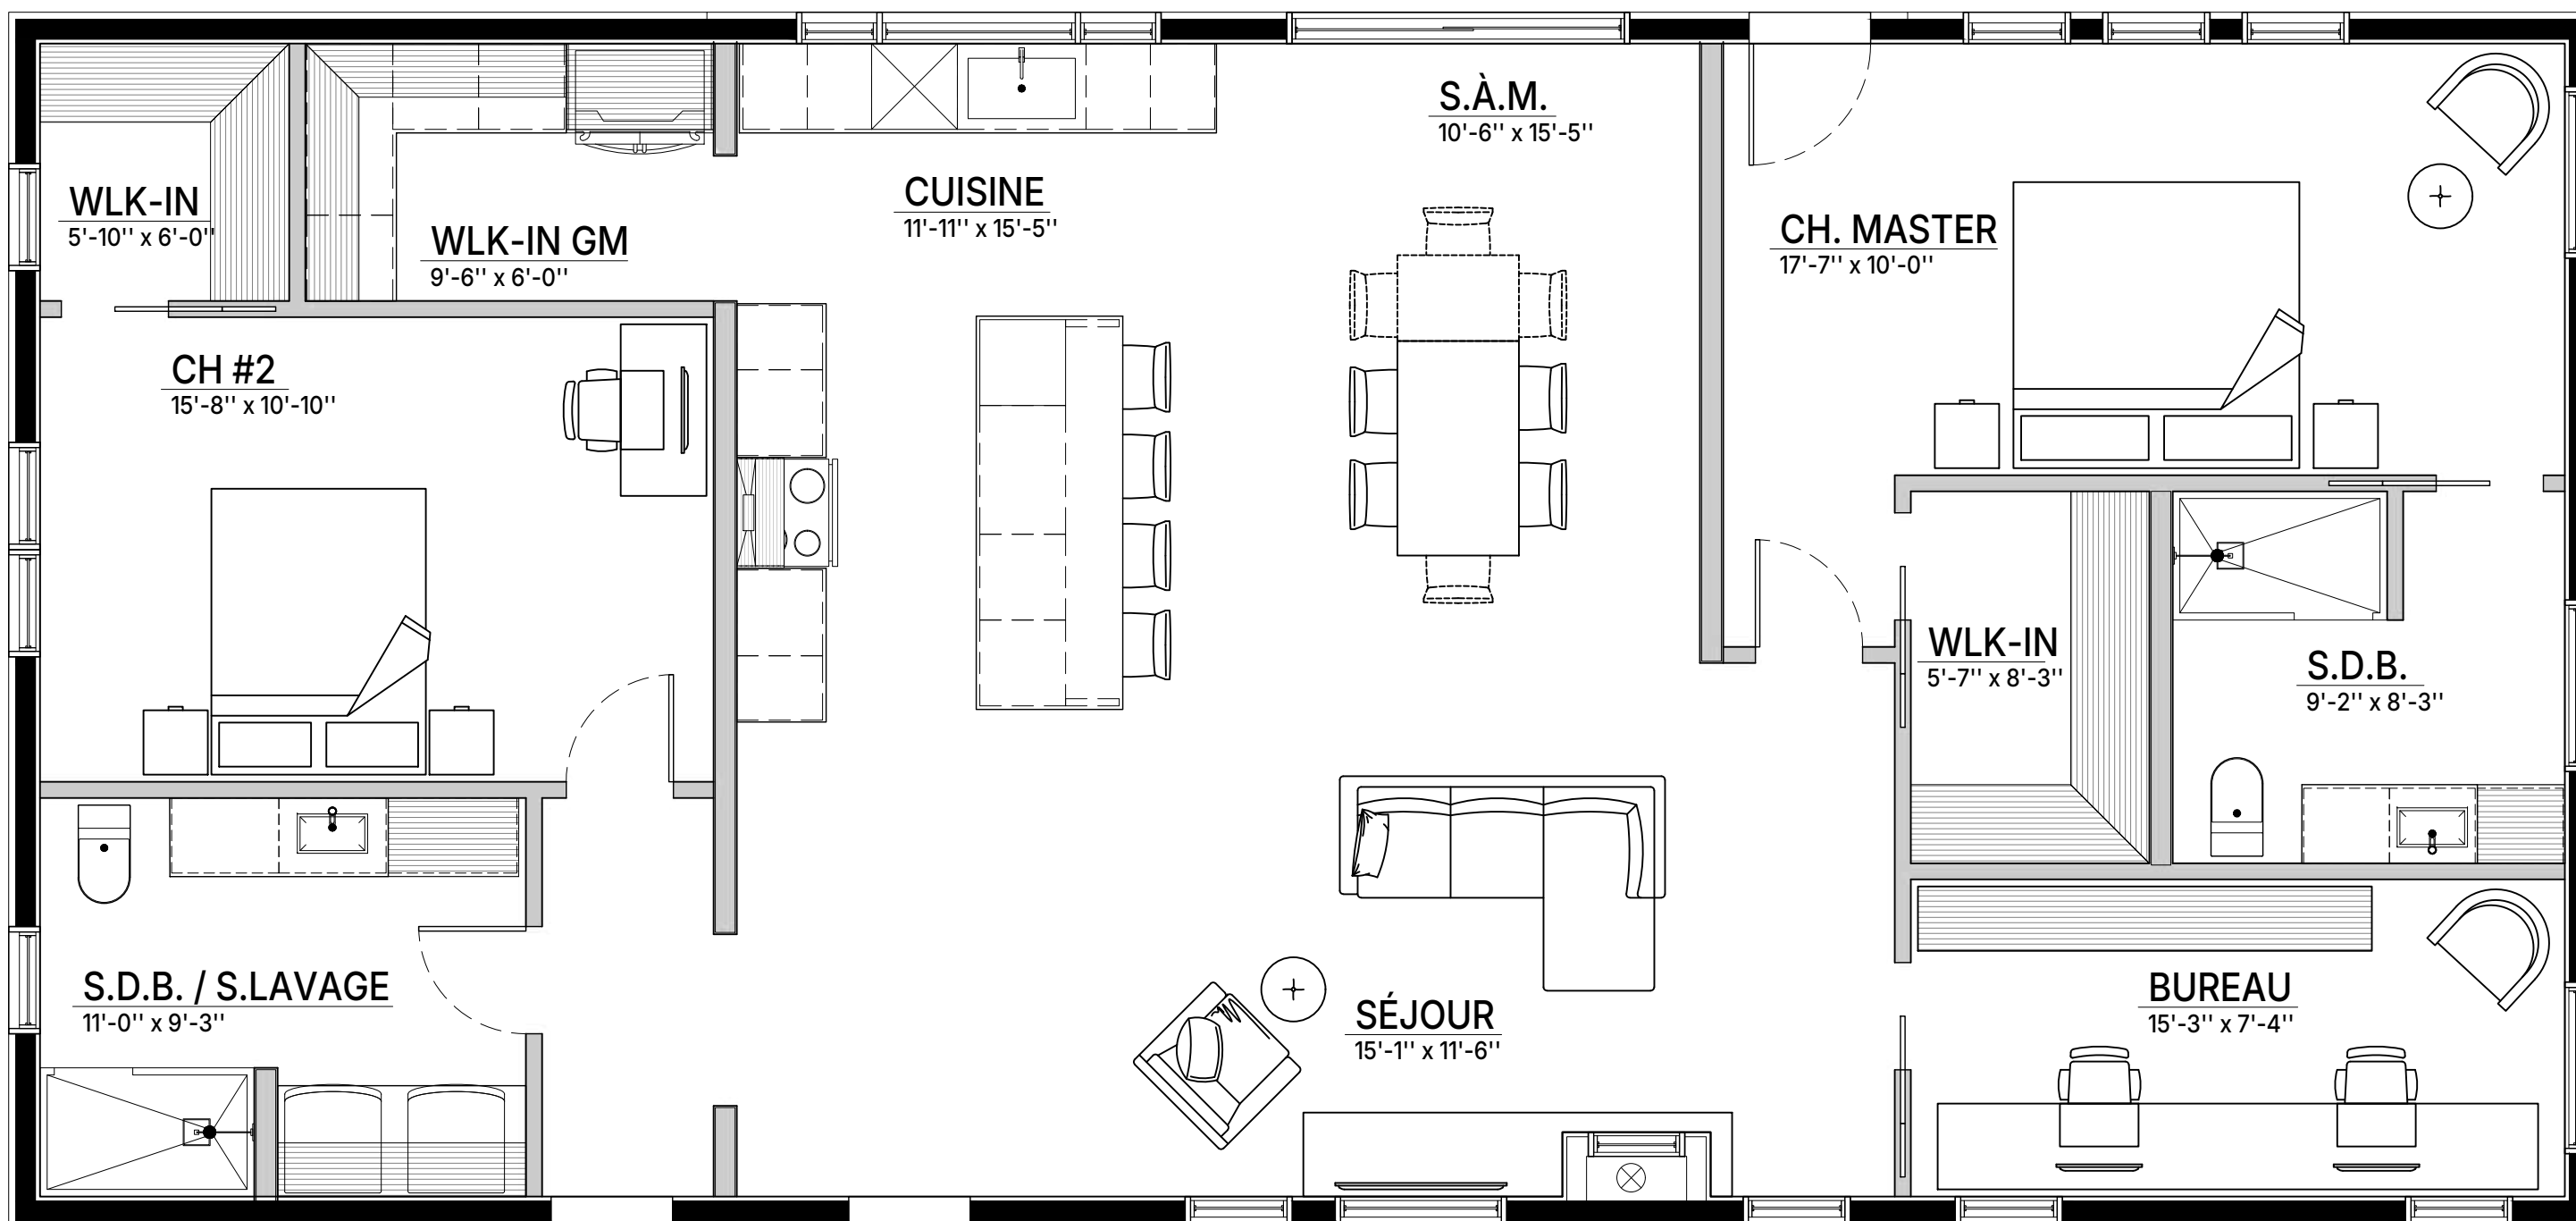 S.À.M.
10'-6'' x 15'-5''
WLK-IN
5'-10'' x 6'-0''
WLK-IN GM
9'-6'' x 6'-0''
CUISINE
11'-11'' x 15'-5''
CH. MASTER
17'-7'' x 10'-0''
CH #2
15'-8'' x 10'-10''
WLK-IN
5'-7'' x 8'-3''
S.D.B.
9'-2'' x 8'-3''
S.D.B. / S.LAVAGE
11'-0'' x 9'-3''
SÉJOUR
15'-1'' x 11'-6''
BUREAU
15'-3'' x 7'-4''